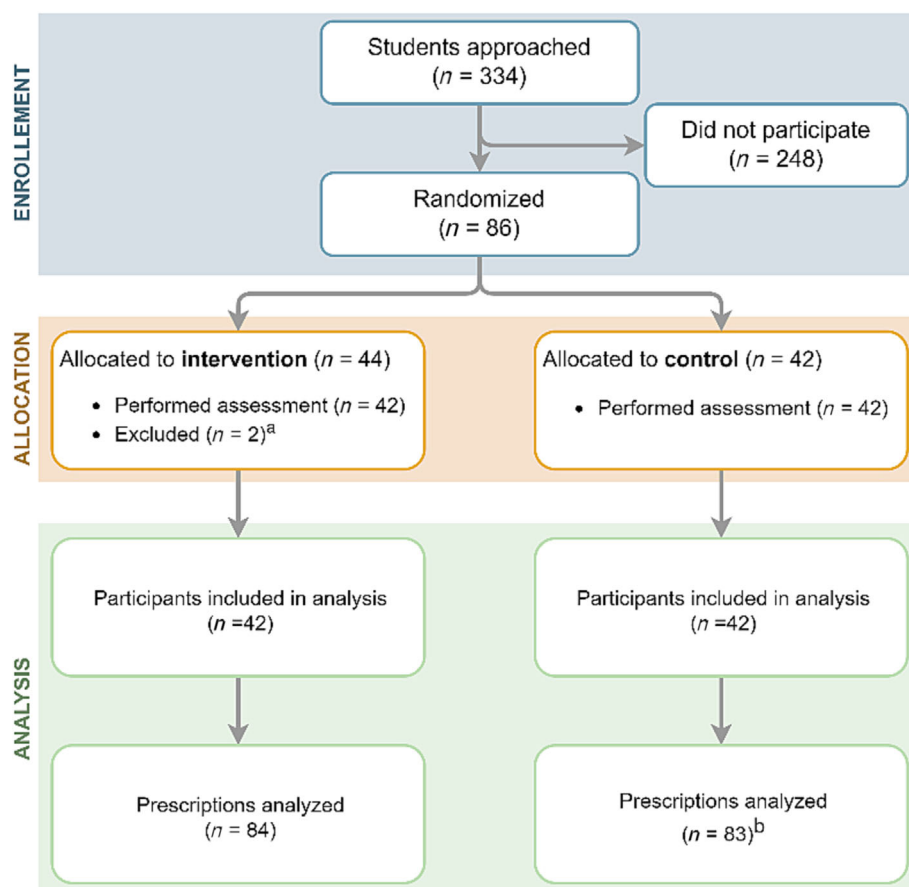 ENROLLEMENT
Students approached
(n = 334)
Did not participate
(n = 248)
Randomized
(n = 86)
ALLOCATION
Allocated to intervention (n = 44)
• Performed assessment (n = 42)
• Excluded (n = 2)a
Allocated to control (n = 42)
• Performed assessment (n = 42)
ANALYSIS
Participants included in analysis
(n =42)
Participants included in analysis
(n =42)
Prescriptions analyzed
(n = 84)
Prescriptions analyzed
(n = 83)b